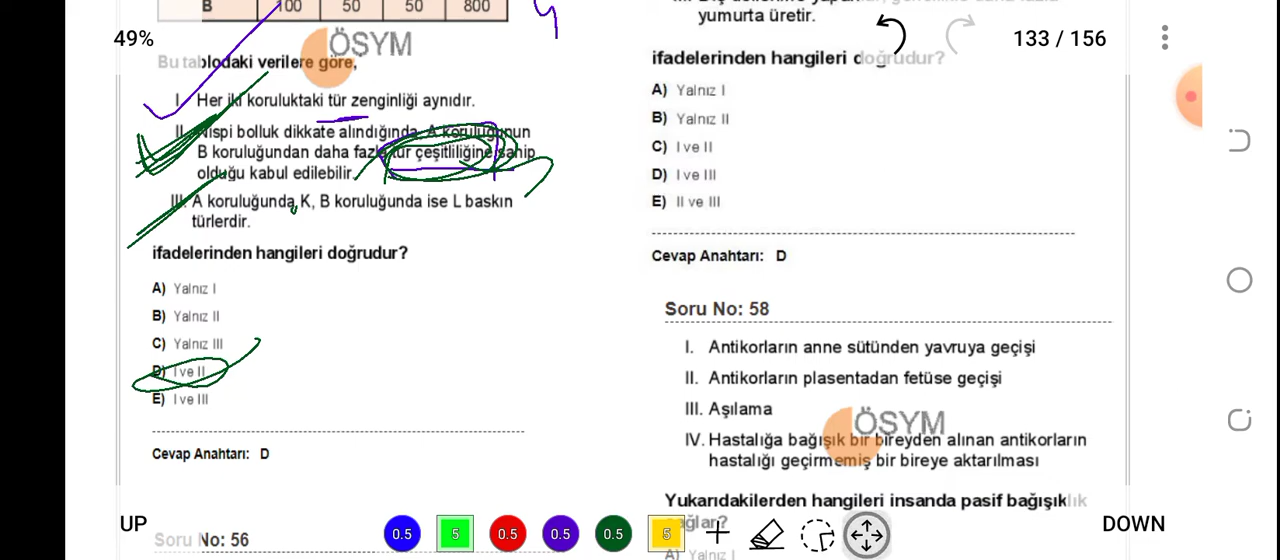 B 100 50 50 800
49%
ÖSYM
Bu tablodaki verilere göre,
I. Her iki koruluktaki tür zenginliği aynıdır.
II. Nispi bolluk dikkate alındığında, A koruluğunun
B koruluğundan daha fazla tür çeşitliliğine sahip
olduğu kabul edilebilir.
III. A koruluğunda K, B koruluğunda ise L baskın
türlerdir.
ifadelerinden hangileri doğrudur?
A) Yalnız I
B) Yalnız II
C) Yalnız III
D) I ve II
E) I ve III
Cevap Anahtarı: D
Soru No: 56
yumurta üretir.
133 / 156
ifadelerinden hangileri doğrudur?
A) Yalnız I
B) Yalnız II
C) I ve II
D) I ve III
E) II ve III
Cevap Anahtarı: D
Soru No: 58
I. Antikorların anne sütünden yavruya geçişi
II. Antikorların plasentadan fetüse geçişi
III. Aşılama
ÖSYM
IV. Hastalığa bağışık bir bireyden alınan antikorların
hastalığı geçirmemiş bir bireye aktarılması
Yukarıdakilerden hangileri insanda pasif bağışıklık
sağlar?
A) Yalnız I
UP
0.5 5 0.5 0.5 0.5 5
DOWN